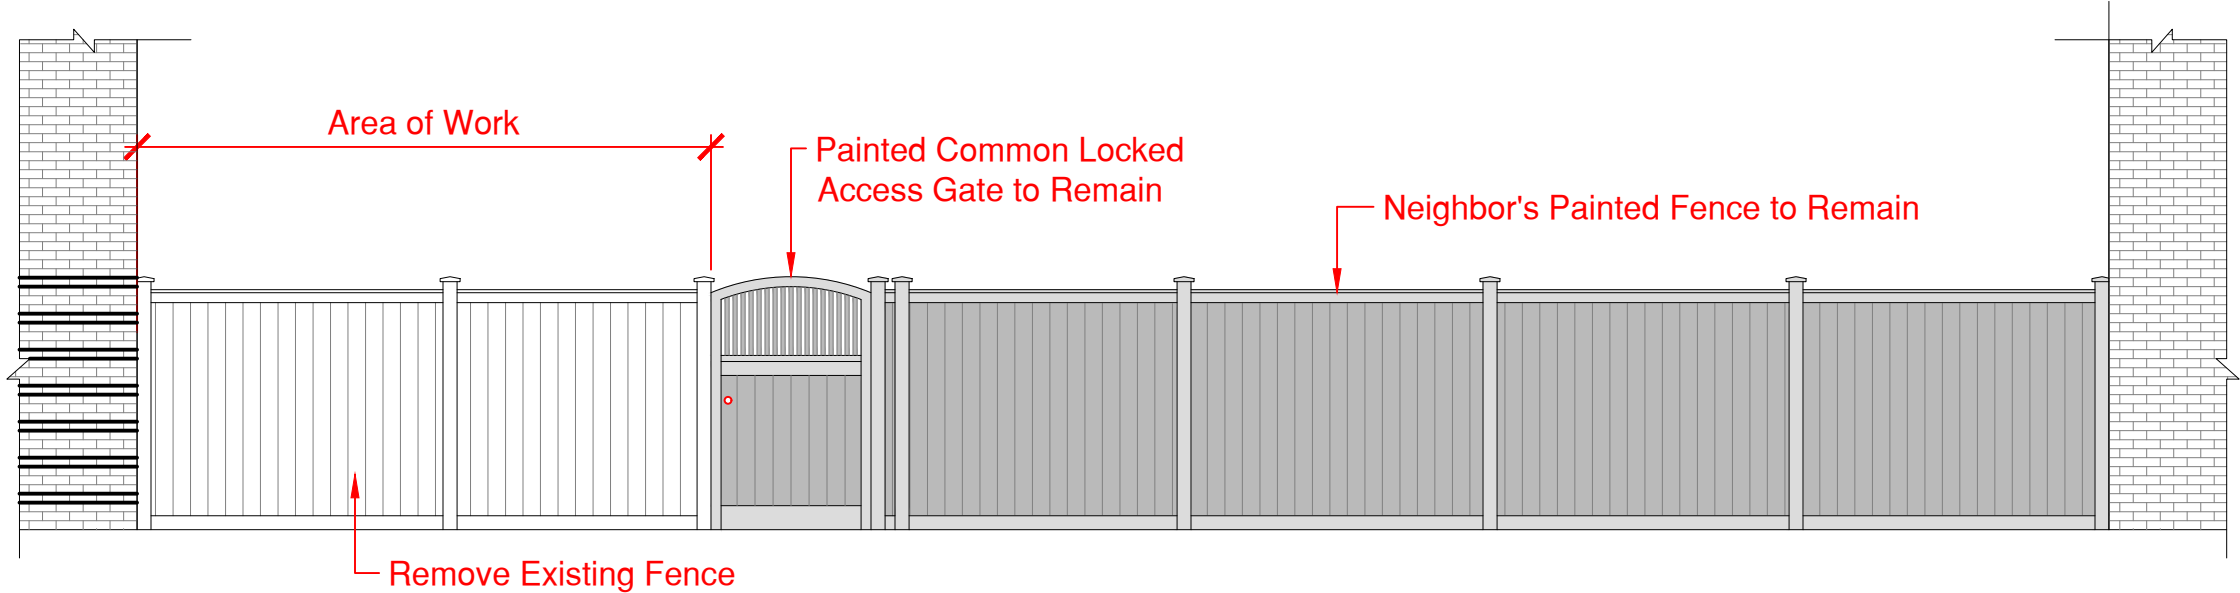 Area of Work
Painted Common Locked
Access Gate to Remain
Neighbor's Painted Fence to Remain
Remove Existing Fence